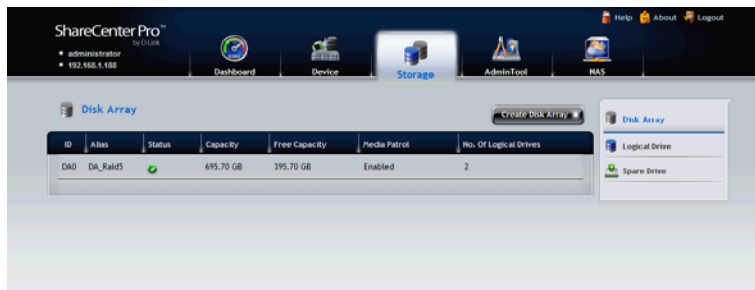 Help About Logout
ShareCenter Pro™
by D-Link
administrator
192.168.1.188
Dashboard Device Storage AdminTool NAS
Disk Array
Create Disk Array
ID Alias Status Capacity Free Capacity Media Patrol No. Of Logical Drives
DA0 DA_Raid5 695.70 GB 395.70 GB Enabled 2
Disk Array
Logical Drive
Spare Drive